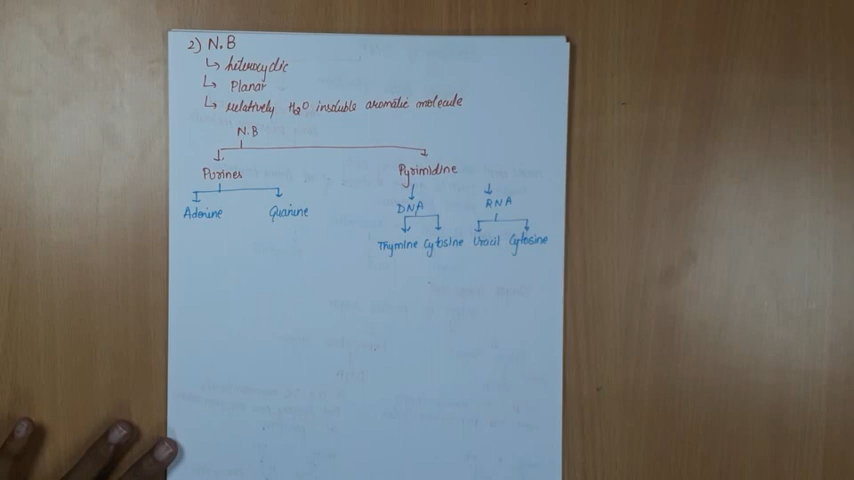 2) N.B
↳ heterocyclic
↳ Planar
↳ relatively H₂O insoluble aromatic molecule
N.B
Purines Pyrimidine
Adenine Guanine DNA RNA
Thymine Cytosine Uracil Cytosine